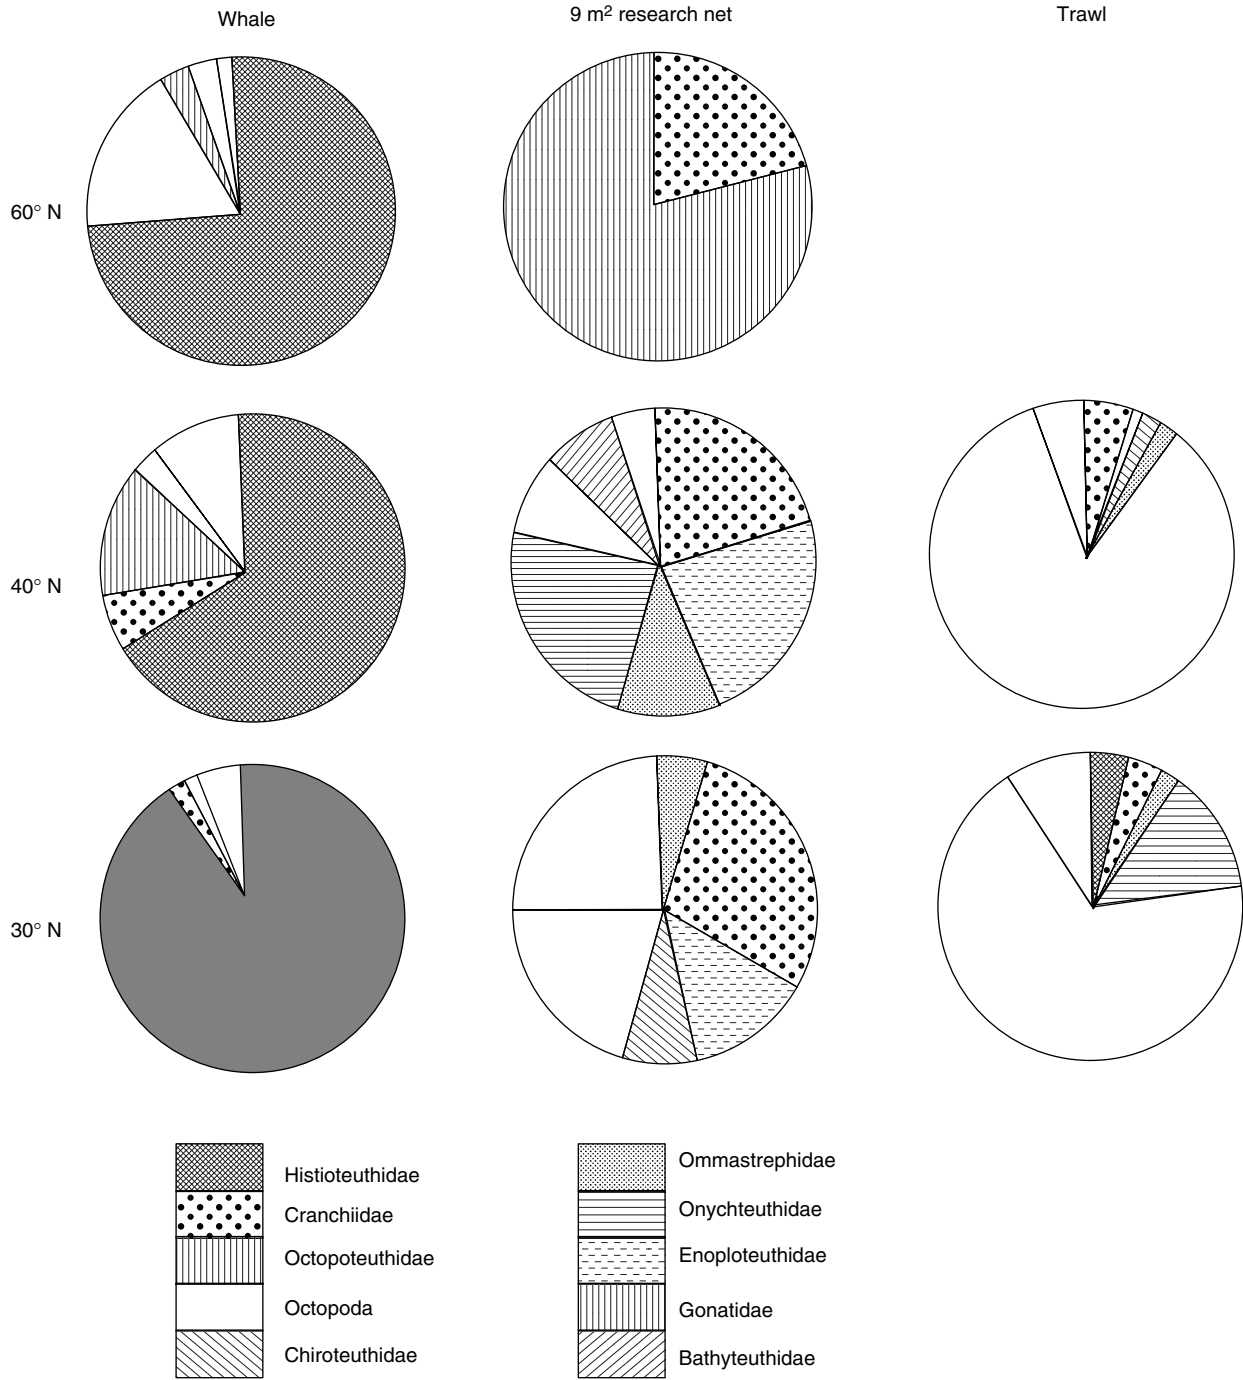 Whale
9 m² research net
Trawl
60° N
40° N
30° N
Histioteuthidae
Cranchiidae
Octopoteuthidae
Octopoda
Chiroteuthidae
Ommastrephidae
Onychteuthidae
Enoploteuthidae
Gonatidae
Bathyteuthidae